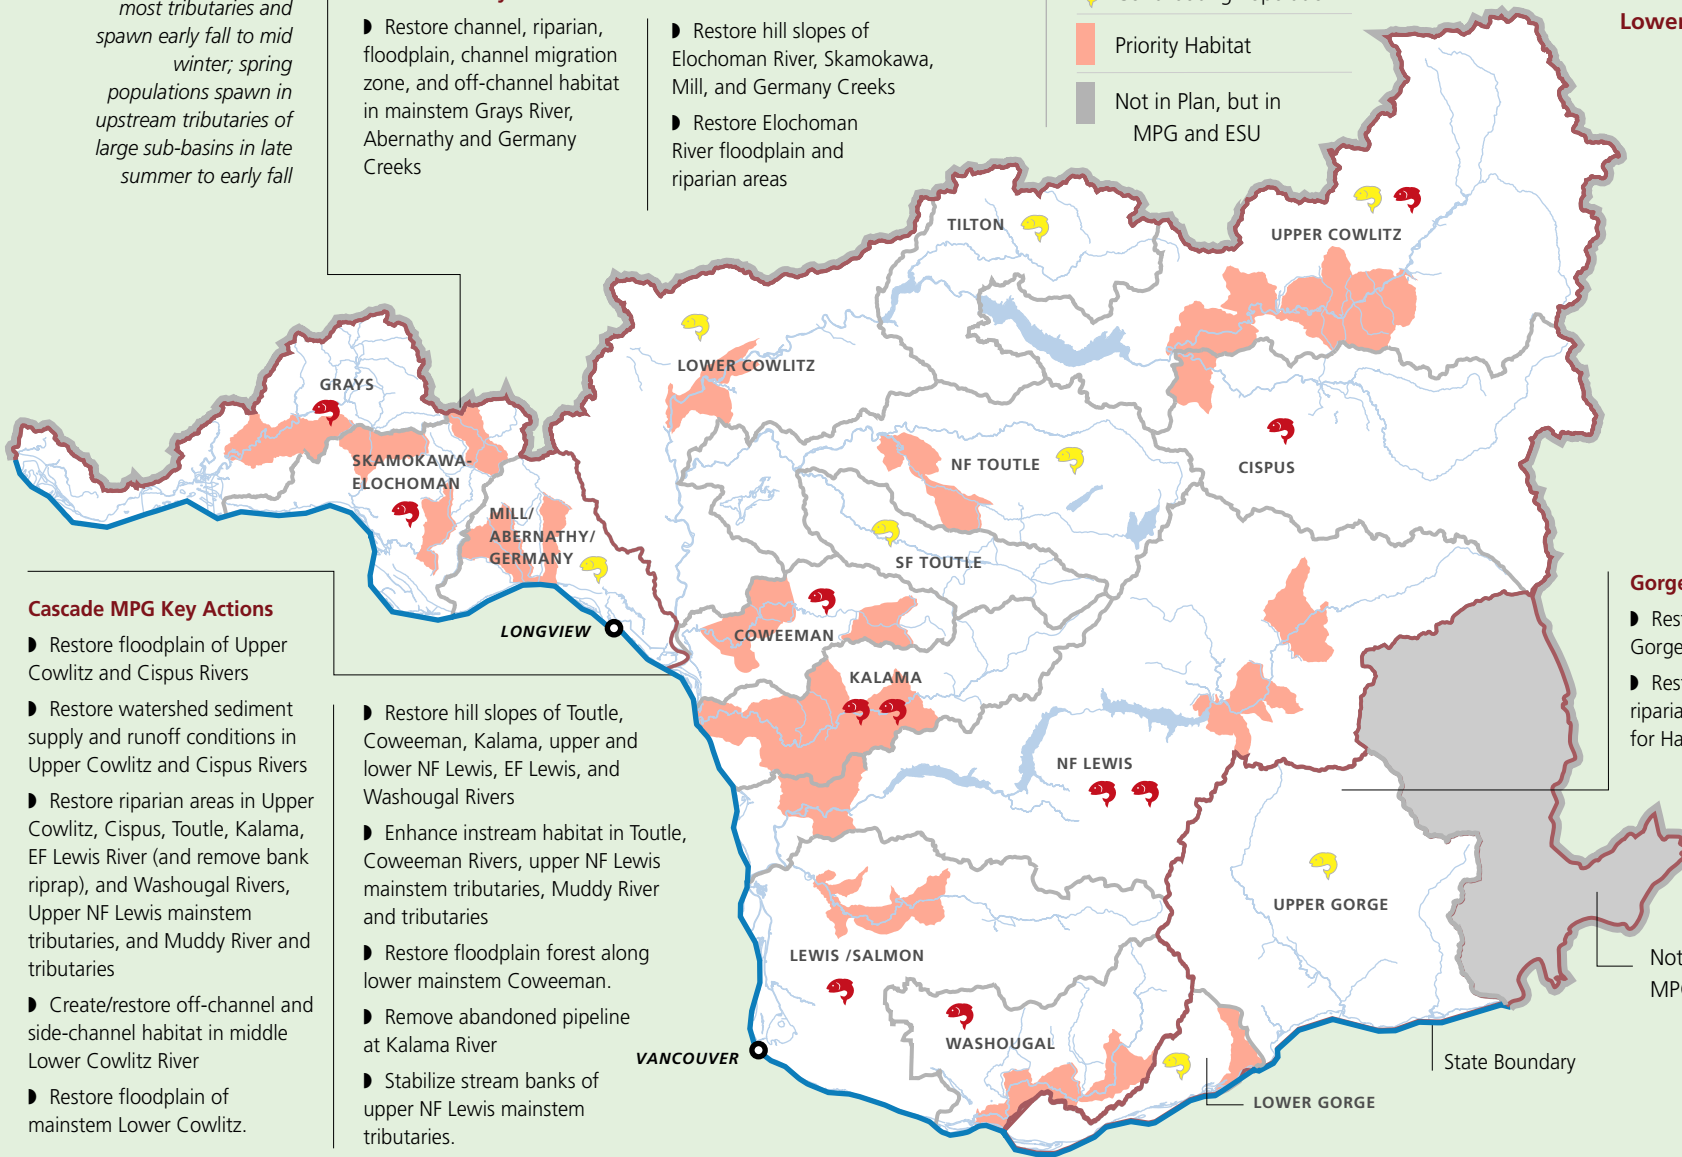 most tributaries and
spawn early fall to mid
winter; spring
populations spawn in
upstream tributaries of
large sub-basins in late
summer to early fall
◗ Restore channel, riparian,
floodplain, channel migration
zone, and off-channel habitat
in mainstem Grays River,
Abernathy and Germany
Creeks
◗ Restore hill slopes of
Elochoman River, Skamokawa,
Mill, and Germany Creeks
◗ Restore Elochoman
River floodplain and
riparian areas
Priority Habitat
Not in Plan, but in
MPG and ESU
Lower
TILTON
UPPER COWLITZ
GRAYS
LOWER COWLITZ
SKAMOKAWA-
ELOCHOMAN
NF TOUTLE
CISPUS
MILL/
ABERNATHY/
GERMANY
SF TOUTLE
LONGVIEW
COWEEMAN
KALAMA
NF LEWIS
UPPER GORGE
LEWIS /SALMON
WASHOUGAL
VANCOUVER
LOWER GORGE
State Boundary
Cascade MPG Key Actions
◗ Restore floodplain of Upper
Cowlitz and Cispus Rivers
◗ Restore watershed sediment
supply and runoff conditions in
Upper Cowlitz and Cispus Rivers
◗ Restore riparian areas in Upper
Cowlitz, Cispus, Toutle, Kalama,
EF Lewis River (and remove bank
riprap), and Washougal Rivers,
Upper NF Lewis mainstem
tributaries, and Muddy River and
tributaries
◗ Create/restore off-channel and
side-channel habitat in middle
Lower Cowlitz River
◗ Restore floodplain of
mainstem Lower Cowlitz.
◗ Restore hill slopes of Toutle,
Coweeman, Kalama, upper and
lower NF Lewis, EF Lewis, and
Washougal Rivers
◗ Enhance instream habitat in Toutle,
Coweeman Rivers, upper NF Lewis
mainstem tributaries, Muddy River
and tributaries
◗ Restore floodplain forest along
lower mainstem Coweeman.
◗ Remove abandoned pipeline
at Kalama River
◗ Stabilize stream banks of
upper NF Lewis mainstem
tributaries.
Gorge
◗ Res
Gorge
◗ Res
riparia
for Ha
Not
MP